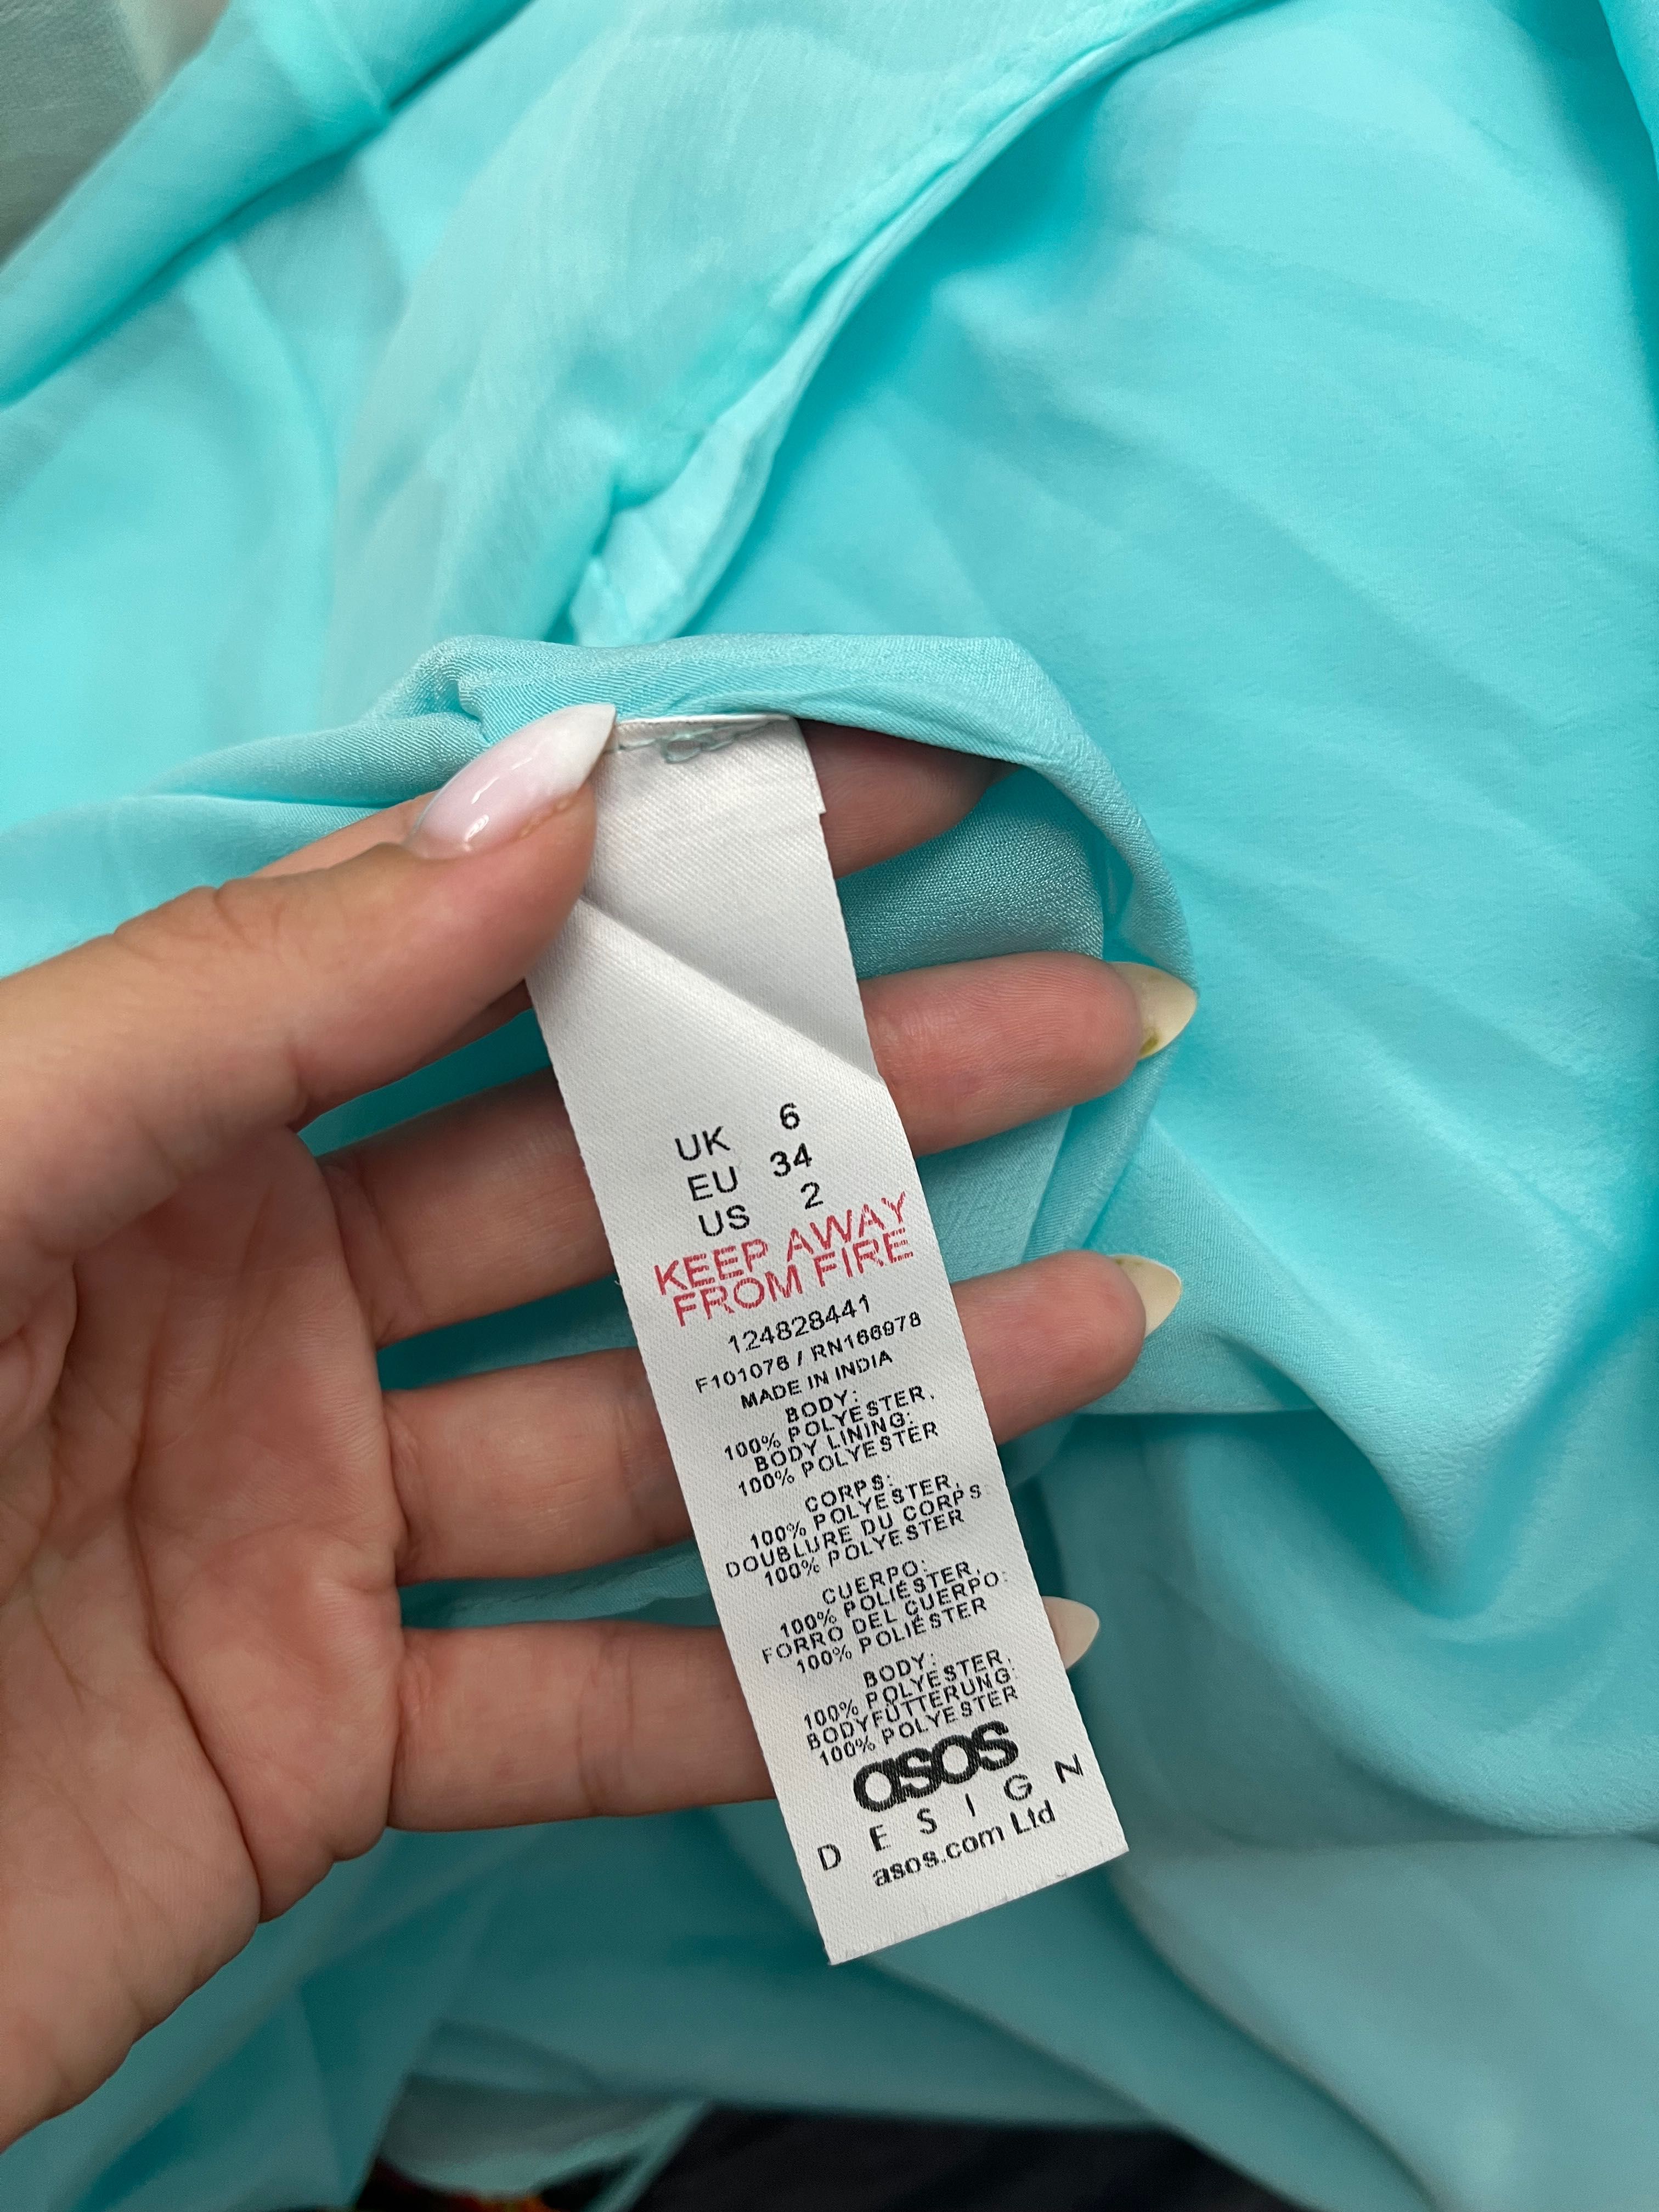 UK 6
EU 34
US 2
KEEP AWAY
FROM FIRE
124828441
F101076 / RN166978
MADE IN INDIA
BODY:
100% POLYESTER,
BODY LINING:
100% POLYESTER
CORPS:
100% POLYESTER,
DOUBLURE DU CORPS
100% POLYESTER
CUERPO:
100% POLIÉSTER,
FORRO DEL CUERPO:
100% POLIÉSTER
BODY:
100% POLYESTER,
BODYFÜTTERUNG:
100% POLYESTER
asos
DESIGN
asos.com Ltd